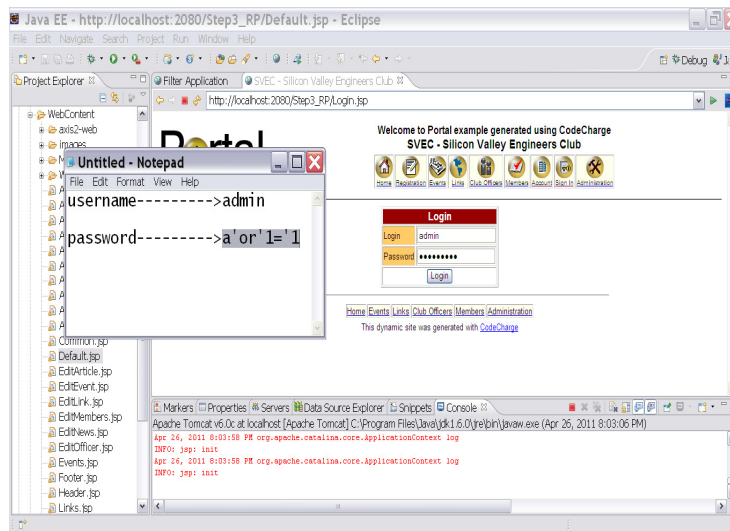 Java EE - http://localhost:2080/Step3_RP/Default.jsp - Eclipse
File Edit Navigate Search Project Run Window Help
Debug
Project Explorer
Filter Application
SVEC - Silicon Valley Engineers Club
http://localhost:2080/Step3_RP/Login.jsp
WebContent
axis2-web
images
Common.jsp
Default.jsp
EditArticle.jsp
EditEvent.jsp
EditLink.jsp
EditMembers.jsp
EditNews.jsp
EditOfficer.jsp
Events.jsp
Footer.jsp
Header.jsp
Links.jsp
Untitled - Notepad
File Edit Format View Help
username--------->admin
password--------->a'or'1='1
Portal
Welcome to Portal example generated using CodeCharge
SVEC - Silicon Valley Engineers Club
Home Registration Events Links Club Officers Members Account Sign In Administration
Login
Login admin
Password •••••••••
Login
Home Events Links Club Officers Members Administration
This dynamic site was generated with CodeCharge
Markers Properties Servers Data Source Explorer Snippets Console
Apache Tomcat v6.0c at localhost [Apache Tomcat] C:\Program Files\Java\jdk1.6.0\jre\bin\javaw.exe (Apr 26, 2011 8:03:06 PM)
Apr 26, 2011 8:03:58 PM org.apache.catalina.core.ApplicationContext log
INFO: jsp: init
Apr 26, 2011 8:03:58 PM org.apache.catalina.core.ApplicationContext log
INFO: jsp: init